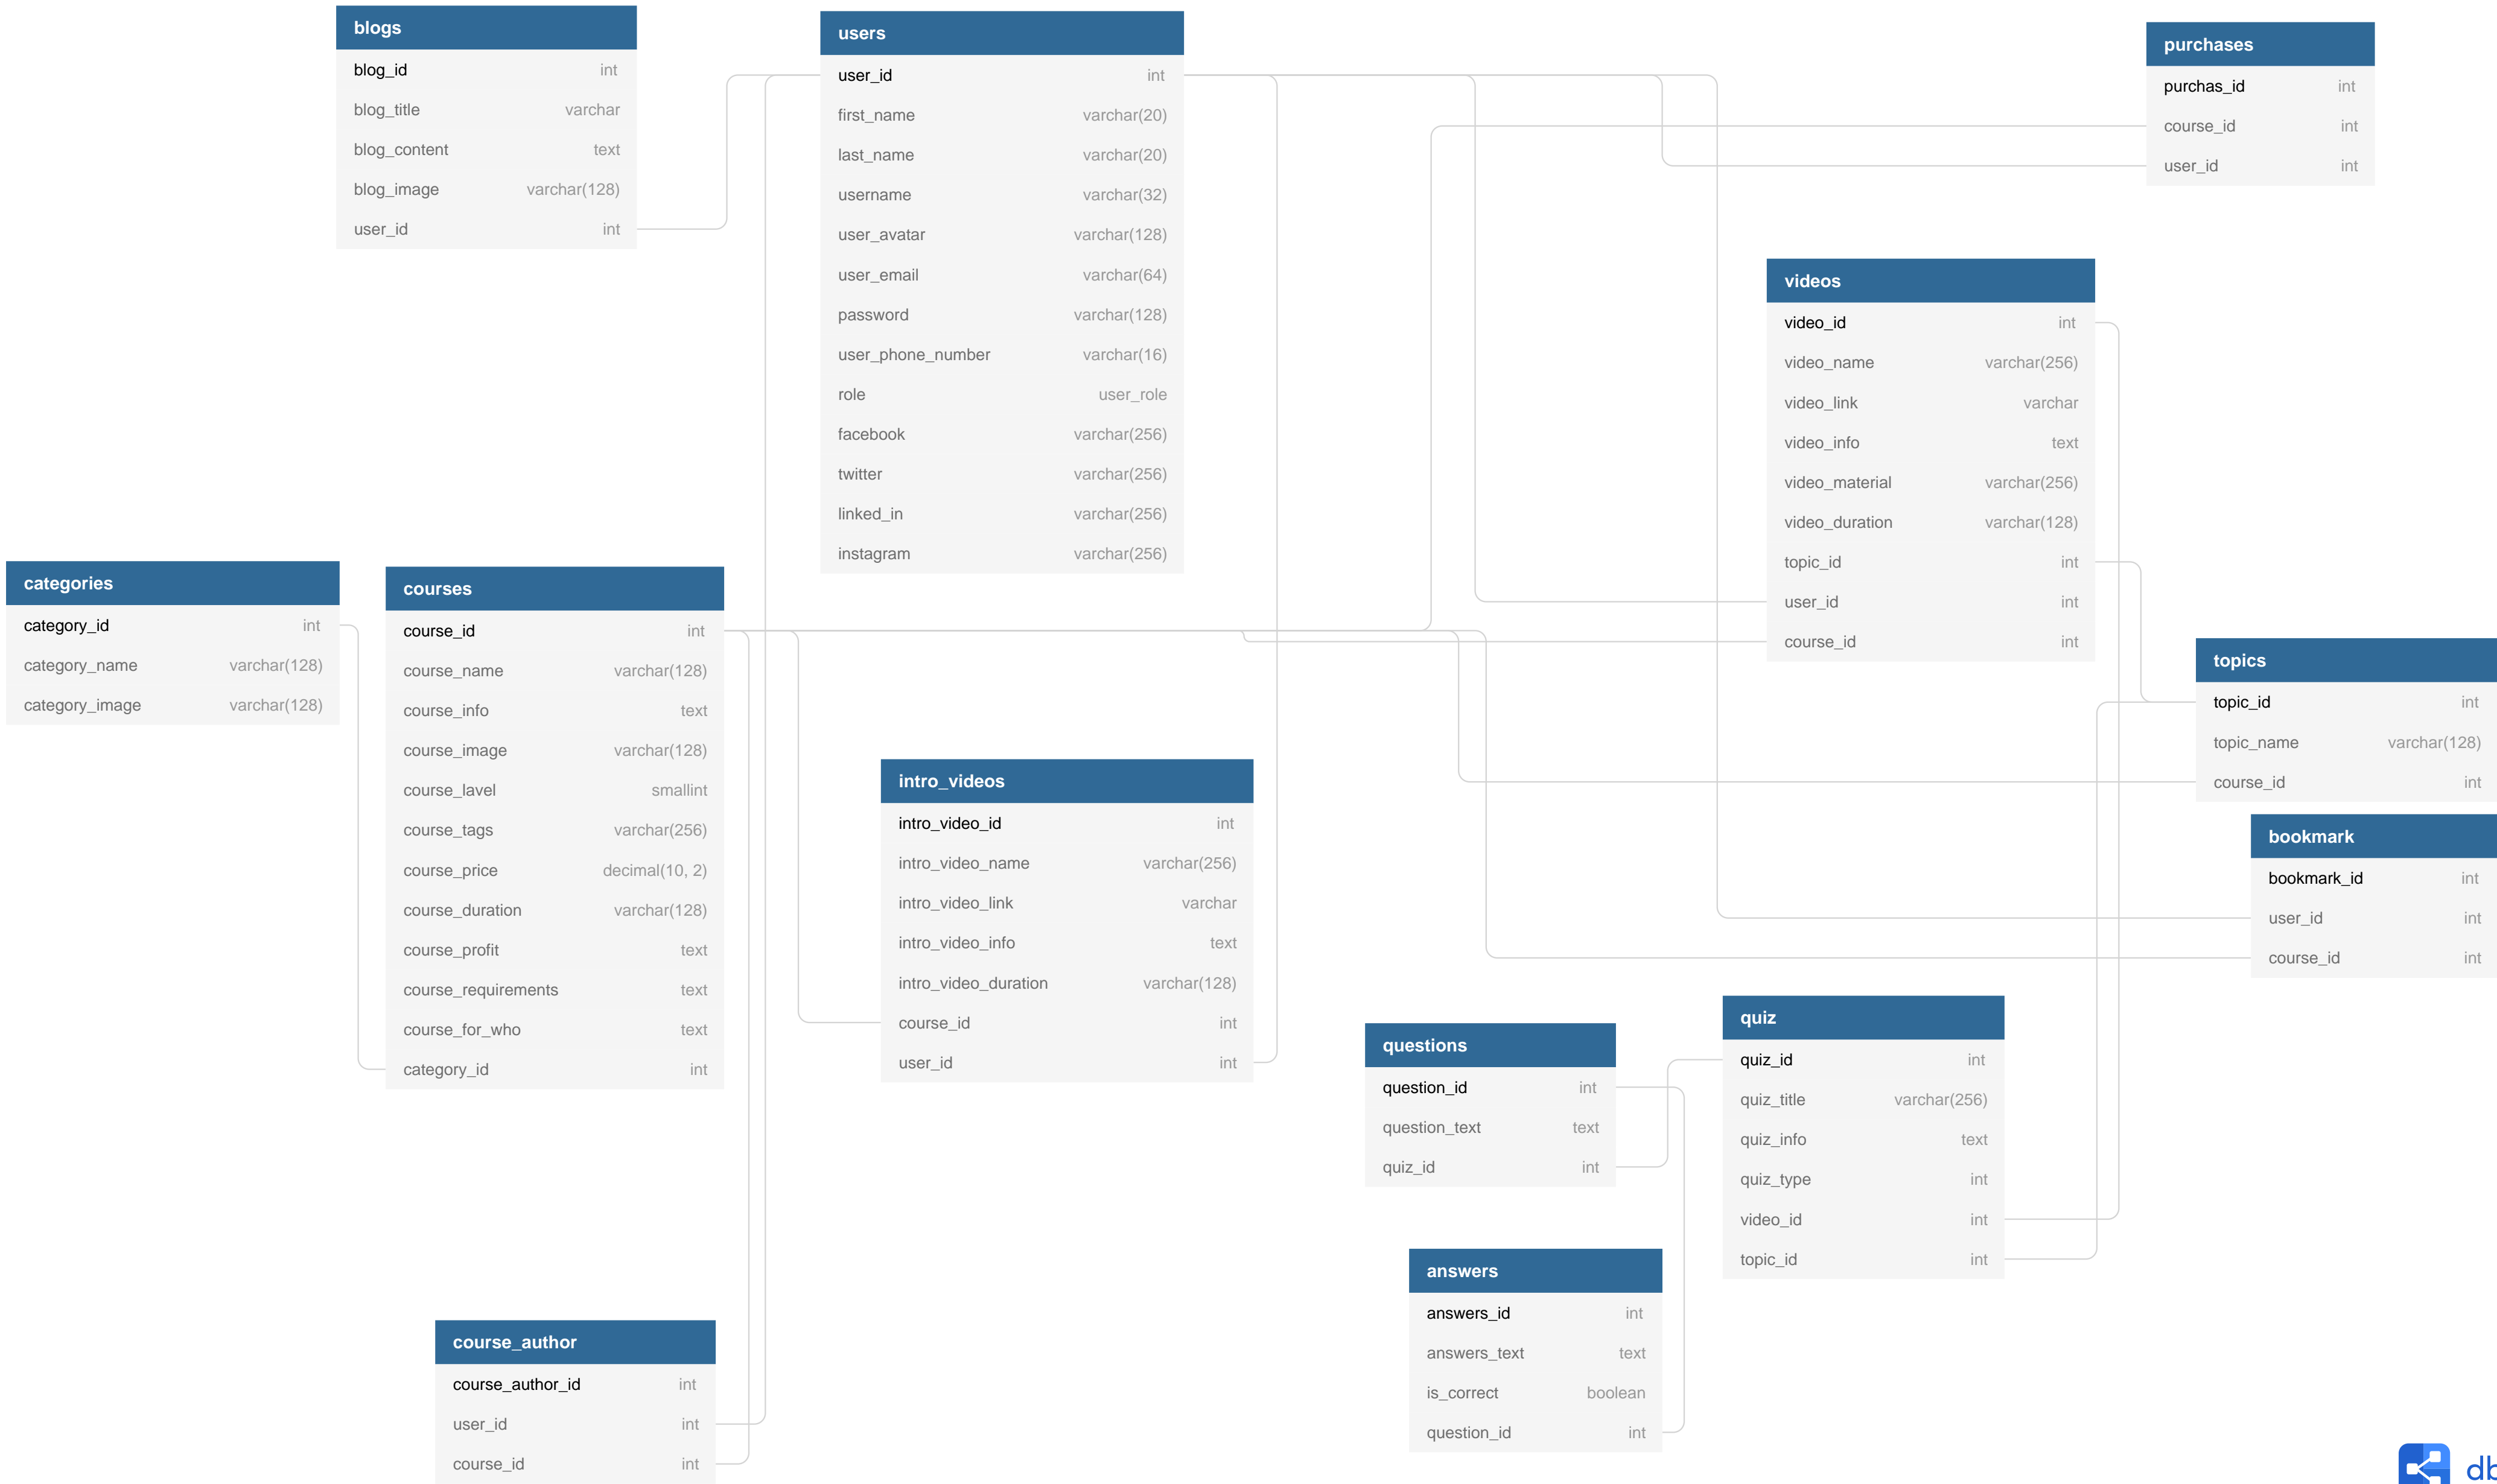 blogs
blog_id int
blog_title varchar
blog_content text
blog_image varchar(128)
user_id int
users
user_id int
first_name varchar(20)
last_name varchar(20)
username varchar(32)
user_avatar varchar(128)
user_email varchar(64)
password varchar(128)
user_phone_number varchar(16)
role user_role
facebook varchar(256)
twitter varchar(256)
linked_in varchar(256)
instagram varchar(256)
purchases
purchas_id int
course_id int
user_id int
videos
video_id int
video_name varchar(256)
video_link varchar
video_info text
video_material varchar(256)
video_duration varchar(128)
topic_id int
user_id int
course_id int
categories
category_id int
category_name varchar(128)
category_image varchar(128)
courses
course_id int
course_name varchar(128)
course_info text
course_image varchar(128)
course_lavel smallint
course_tags varchar(256)
course_price decimal(10, 2)
course_duration varchar(128)
course_profit text
course_requirements text
course_for_who text
category_id int
topics
topic_id int
topic_name varchar(128)
course_id int
intro_videos
intro_video_id int
intro_video_name varchar(256)
intro_video_link varchar
intro_video_info text
intro_video_duration varchar(128)
course_id int
user_id int
bookmark
bookmark_id int
user_id int
course_id int
questions
question_id int
question_text text
quiz_id int
quiz
quiz_id int
quiz_title varchar(256)
quiz_info text
quiz_type int
video_id int
topic_id int
answers
answers_id int
answers_text text
is_correct boolean
question_id int
course_author
course_author_id int
user_id int
course_id int
db